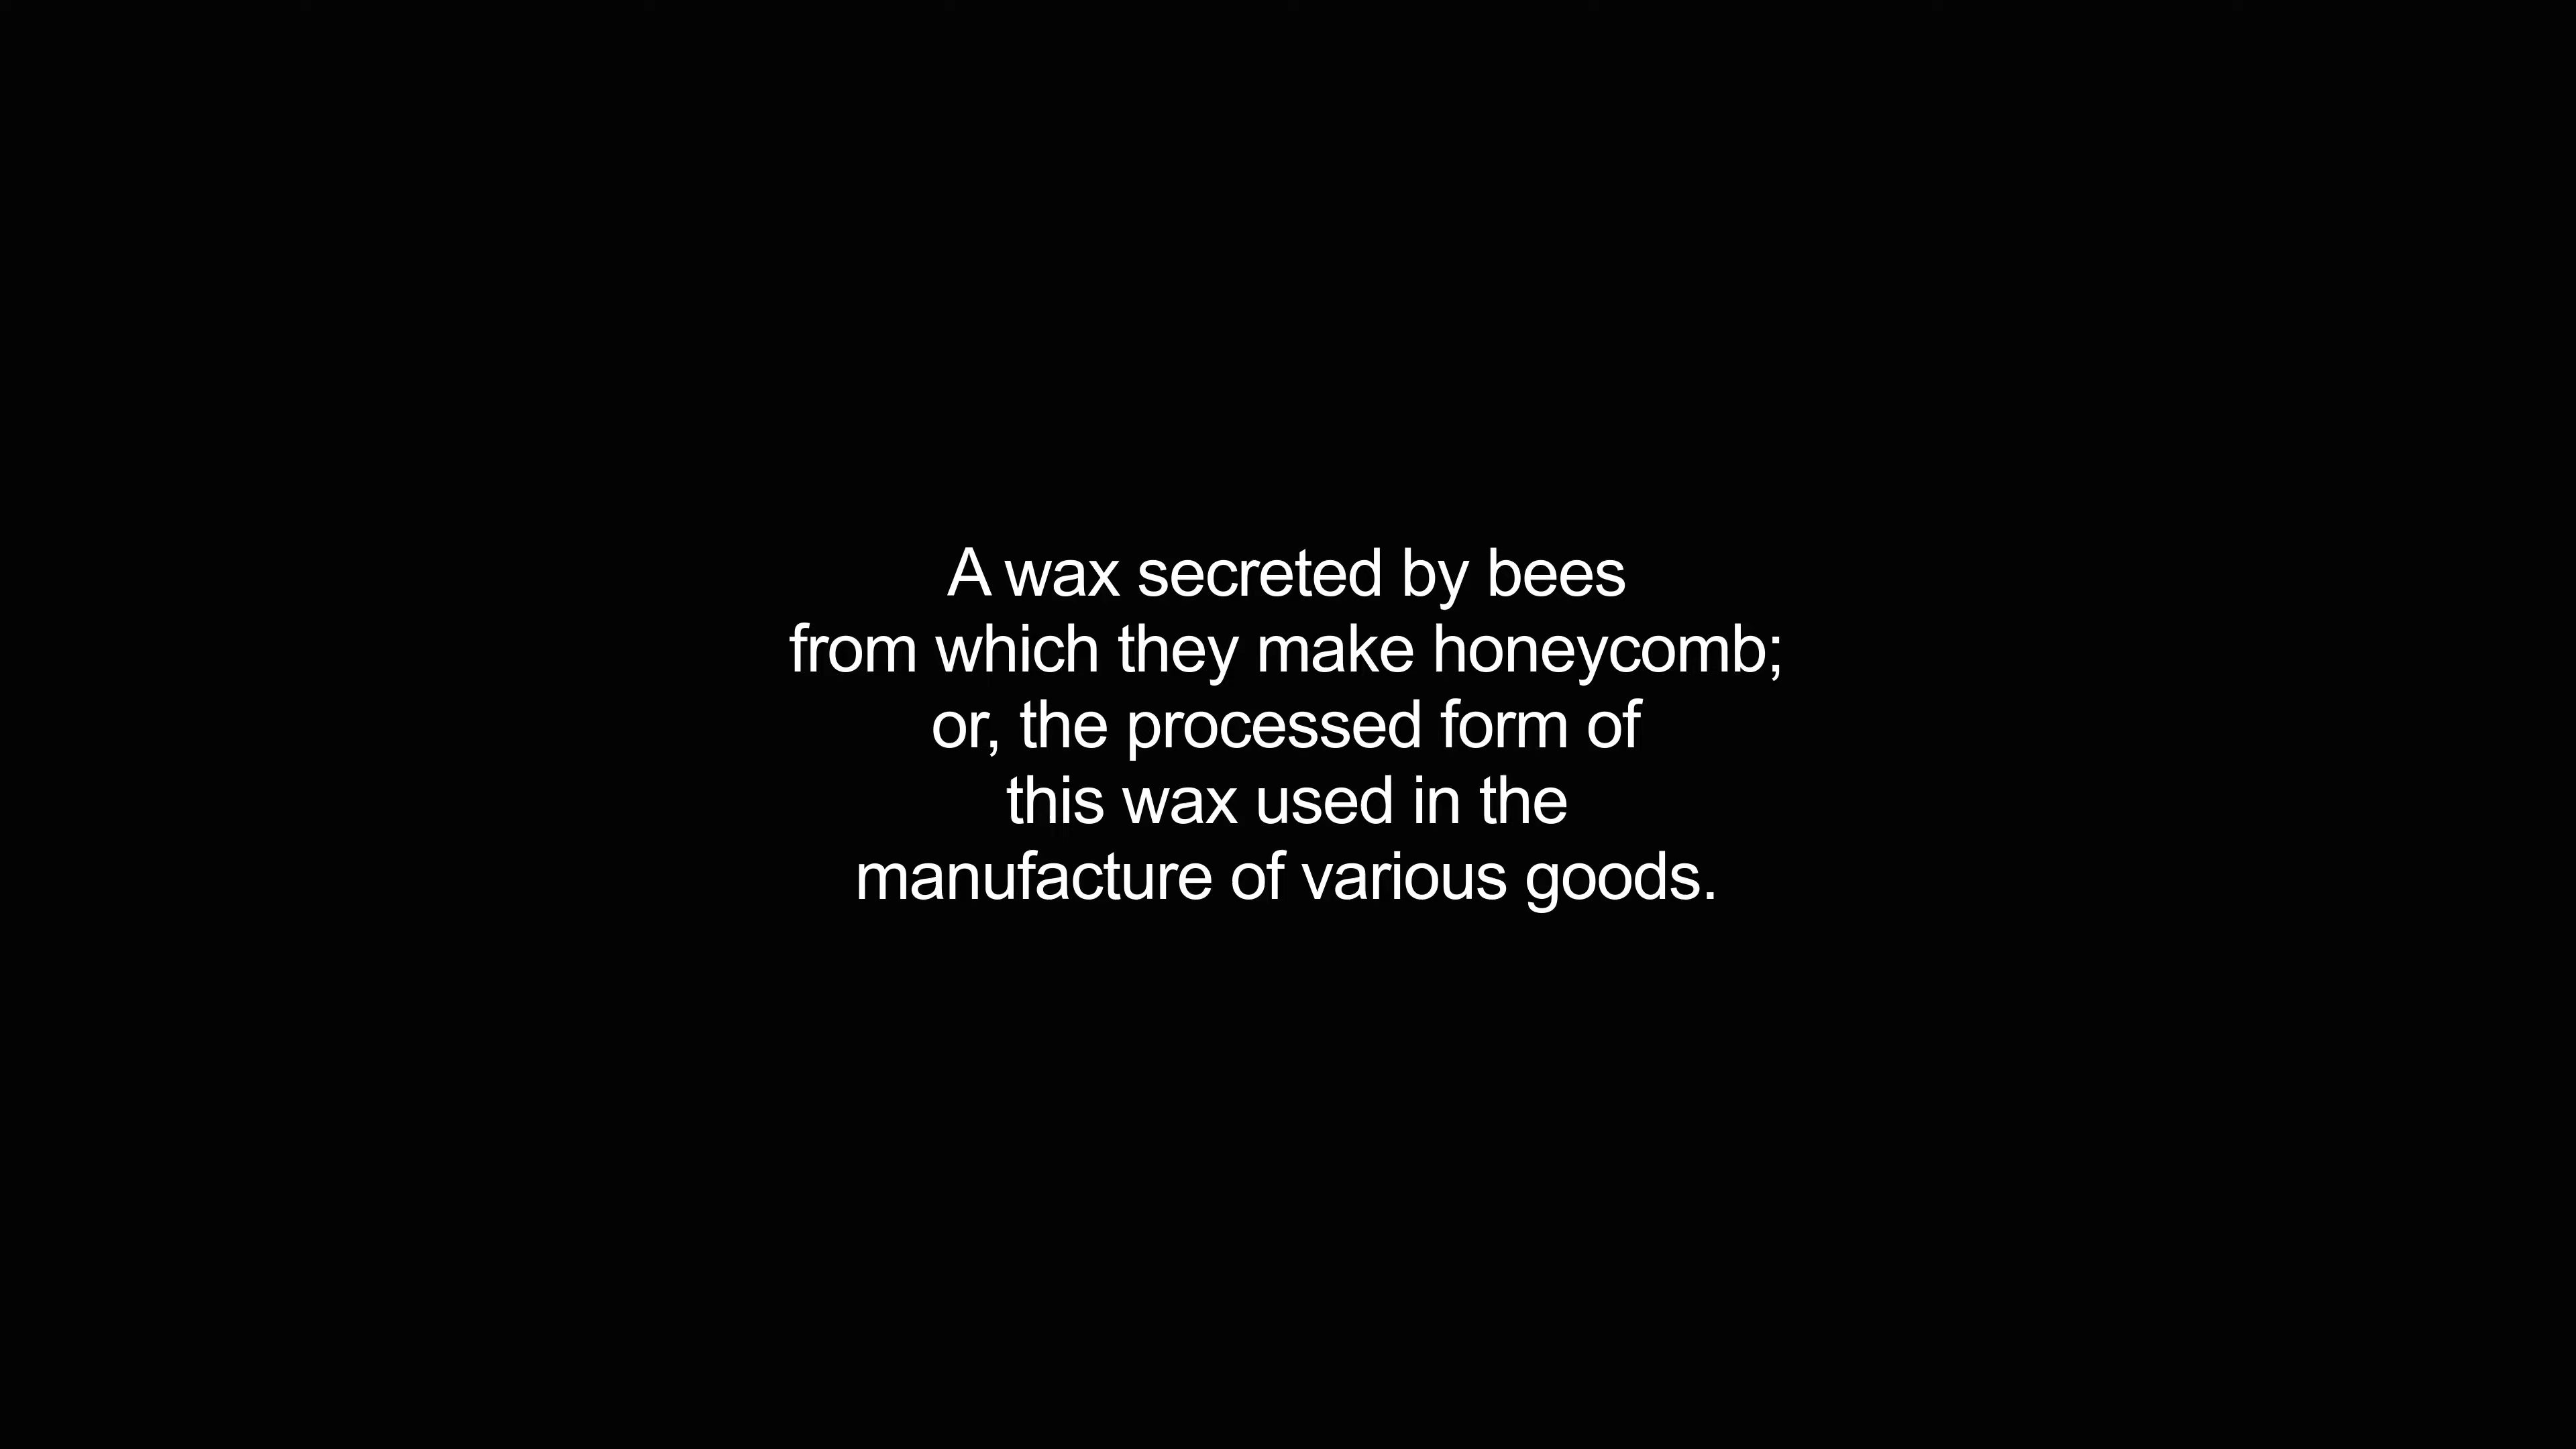 A wax secreted by bees
from which they make honeycomb;
or, the processed form of
this wax used in the
manufacture of various goods.